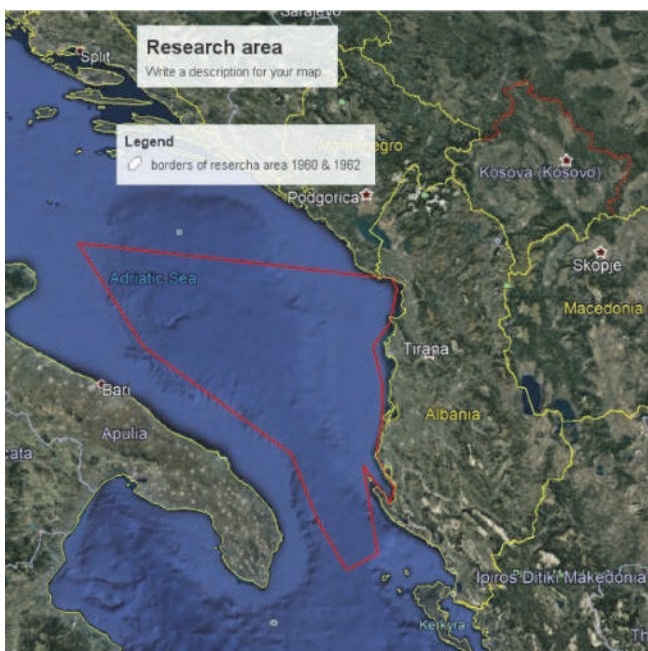 Sarajevo
Research area
Split
Write a description for your map
Legend
Montenegro
borders of resercha area 1960 & 1962
Kosova (Kosovo)
Podgorica
Skopje
Adriatic Sea
Macedonia
Tirana
Bari
Albania
Apulia
cata
Ipiros Ditiki Makedonia
Kerkyra
Th